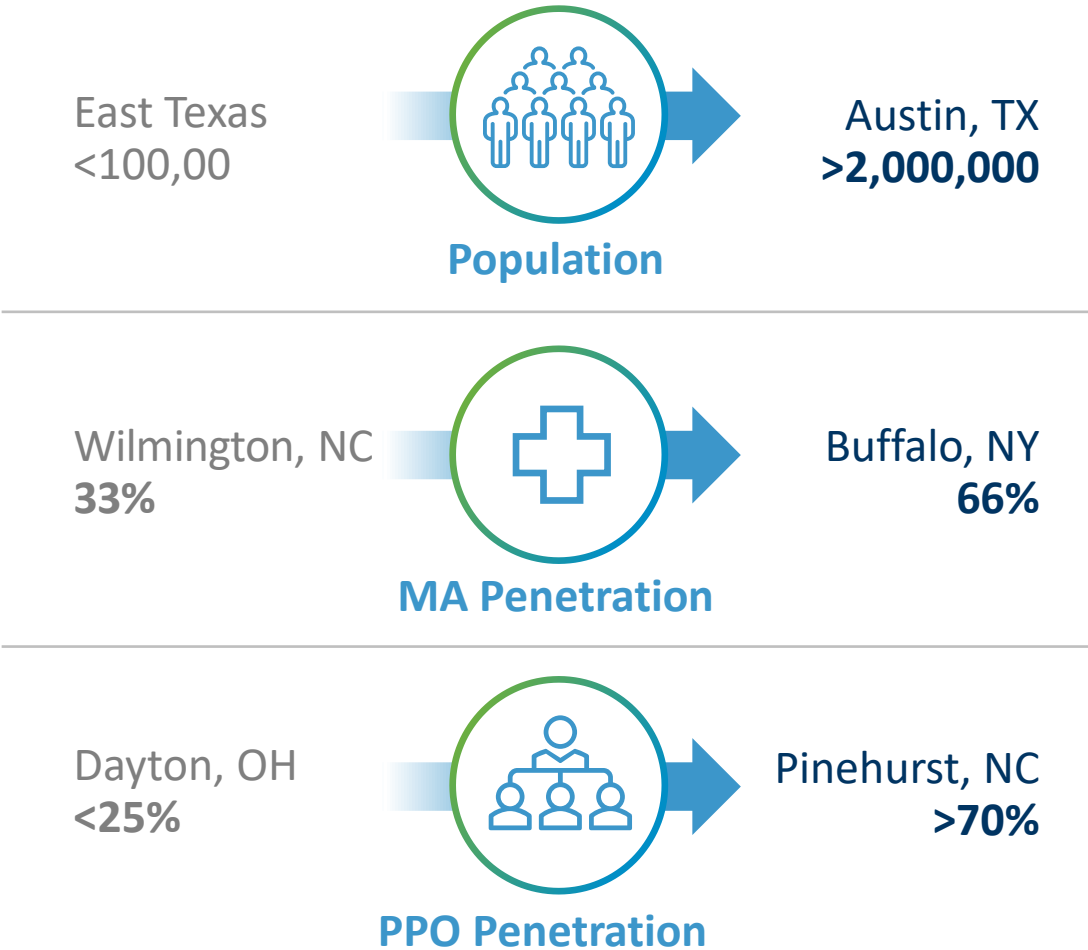 East Texas
<100,00
Austin, TX
>2,000,000
Population
Wilmington, NC
33%
Buffalo, NY
66%
MA Penetration
Dayton, OH
<25%
Pinehurst, NC
>70%
PPO Penetration